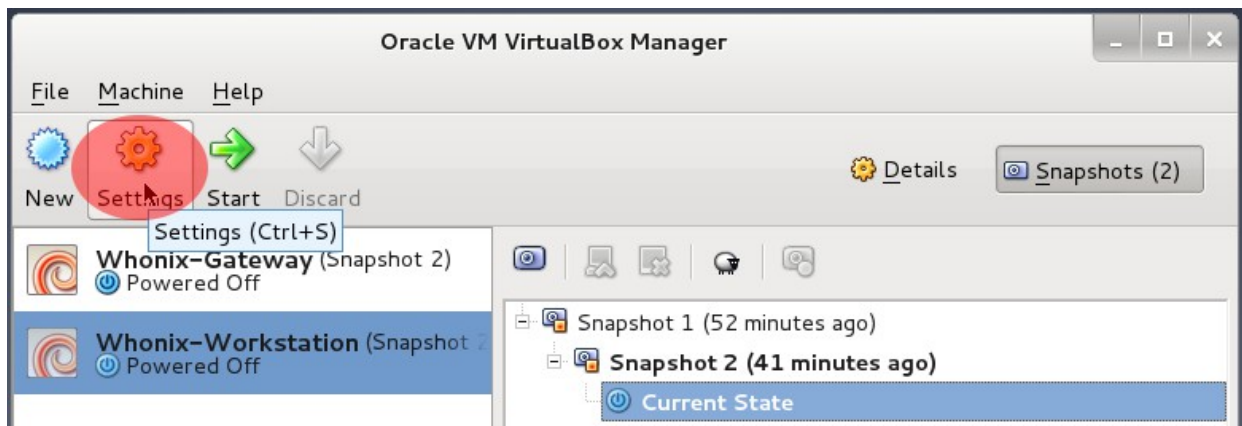 Oracle VM VirtualBox Manager
File Machine Help
New Settings Start Discard
Details Snapshots (2)
Settings (Ctrl+S)
Whonix-Gateway (Snapshot 2)
Powered Off
Whonix-Workstation (Snapshot 2
Powered Off
Snapshot 1 (52 minutes ago)
Snapshot 2 (41 minutes ago)
Current State